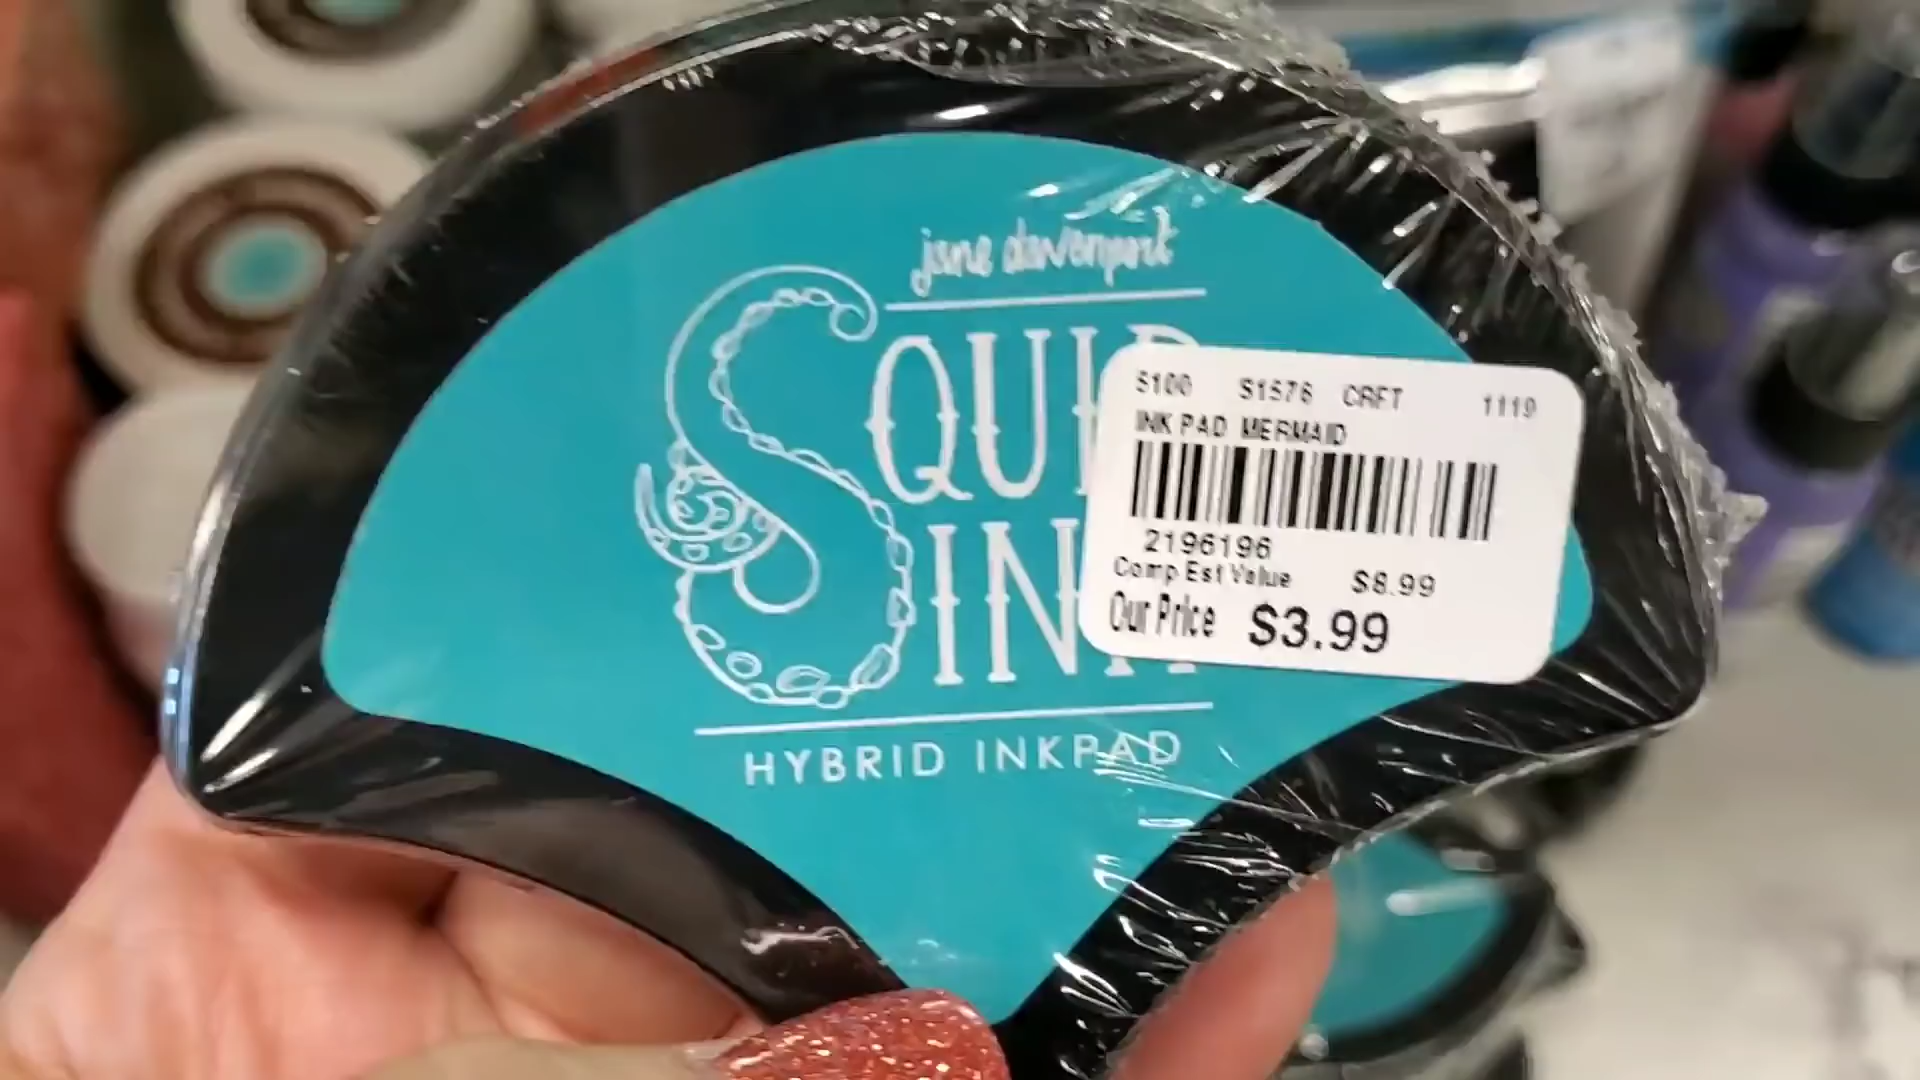 jane davenport
SQUID
INK
HYBRID INKPAD
5100 S1576 CRFT 1119
INK PAD MERMAID
2196196
Comp Est Value $8.99
Our Price $3.99